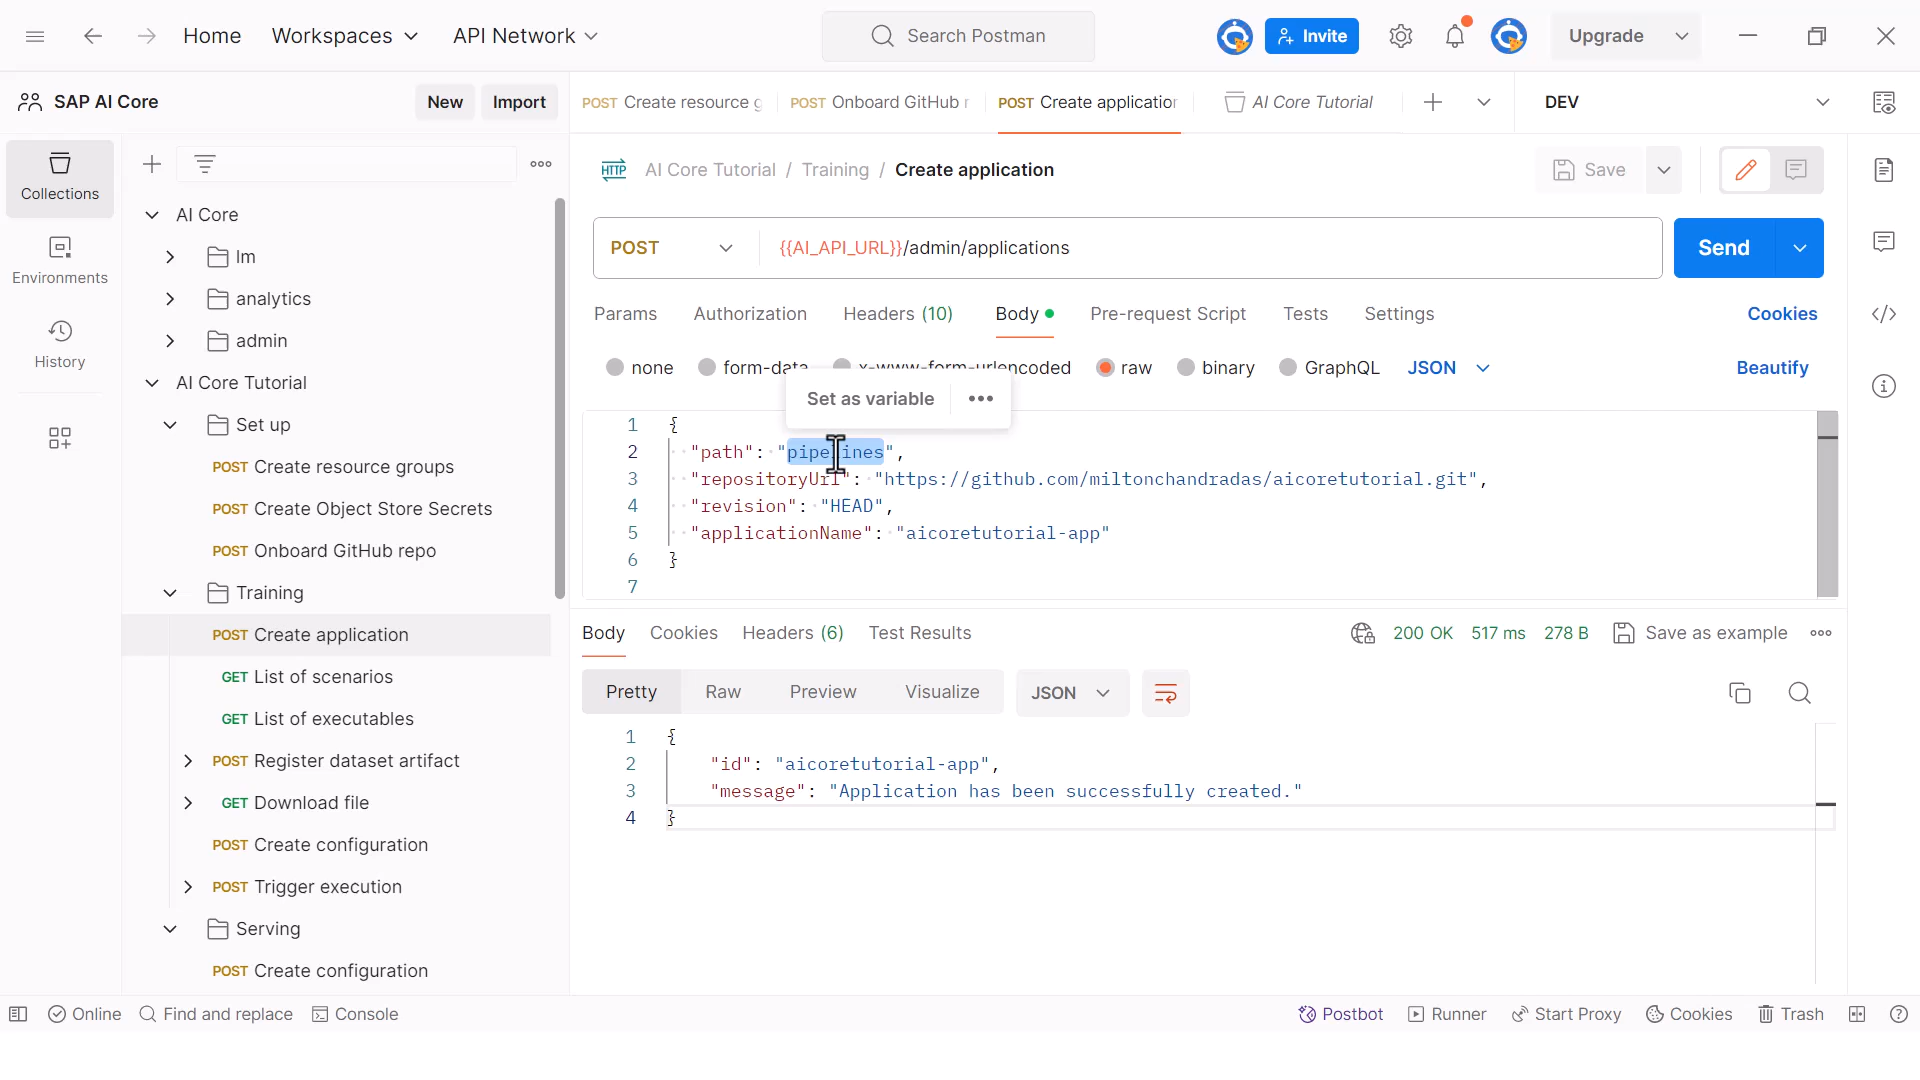 Home Workspaces API Network Search Postman Invite Upgrade
SAP AI Core New Import
POST Create resource g POST Onboard GitHub r POST Create application AI Core Tutorial DEV
Collections
Environments
History
AI Core
lm
analytics
admin
AI Core Tutorial
Set up
POST Create resource groups
POST Create Object Store Secrets
POST Onboard GitHub repo
Training
POST Create application
GET List of scenarios
GET List of executables
POST Register dataset artifact
GET Download file
POST Create configuration
POST Trigger execution
Serving
POST Create configuration
HTTP AI Core Tutorial / Training / Create application Save
POST {{AI_API_URL}}/admin/applications Send
Params Authorization Headers (10) Body Pre-request Script Tests Settings Cookies
none form-data x-www-form-urlencoded raw binary GraphQL JSON Beautify
Set as variable
1 {
2 "path": "pipelines",
3 "repositoryUrl": "https://github.com/miltonchandradas/aicoretutorial.git",
4 "revision": "HEAD",
5 "applicationName": "aicoretutorial-app"
6 }
7
Body Cookies Headers (6) Test Results 200 OK 517 ms 278 B Save as example
Pretty Raw Preview Visualize JSON
1 {
2 "id": "aicoretutorial-app",
3 "message": "Application has been successfully created."
4 }
Online Find and replace Console Postbot Runner Start Proxy Cookies Trash